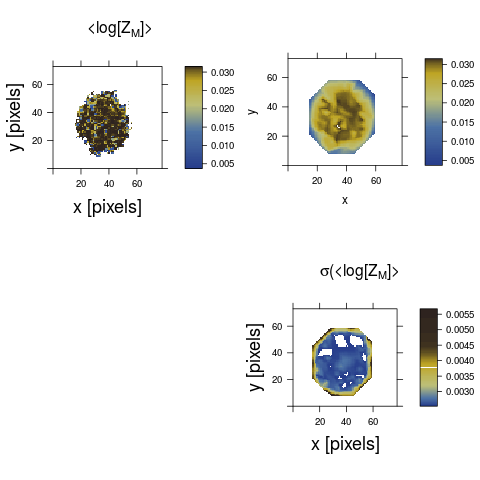 <log[Z_M]>
60
40
20
20 40 60
y [pixels]
x [pixels]
0.030
0.025
0.020
0.015
0.010
0.005
60
40
20
20 40 60
y
x
0.030
0.025
0.020
0.015
0.010
0.005
σ(<log[Z_M]>
60
40
20
20 40 60
y [pixels]
x [pixels]
0.0055
0.0050
0.0045
0.0040
0.0035
0.0030